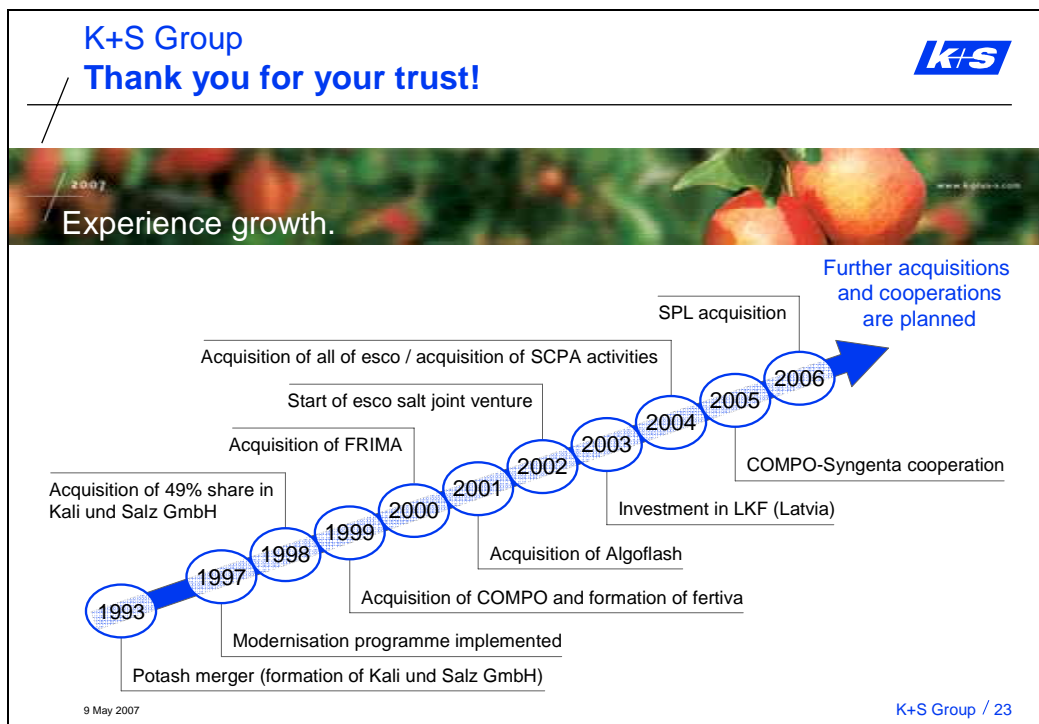 K+S Group
Thank you for your trust!
K+S
2007
www.k-plus-s.com
Experience growth.
Further acquisitions
and cooperations
are planned
SPL acquisition
Acquisition of all of esco / acquisition of SCPA activities
Start of esco salt joint venture
Acquisition of FRIMA
Acquisition of 49% share in
Kali und Salz GmbH
1993
1997
1998
1999
2000
2001
2002
2003
2004
2005
2006
COMPO-Syngenta cooperation
Investment in LKF (Latvia)
Acquisition of Algoflash
Acquisition of COMPO and formation of fertiva
Modernisation programme implemented
Potash merger (formation of Kali und Salz GmbH)
9 May 2007
K+S Group / 23